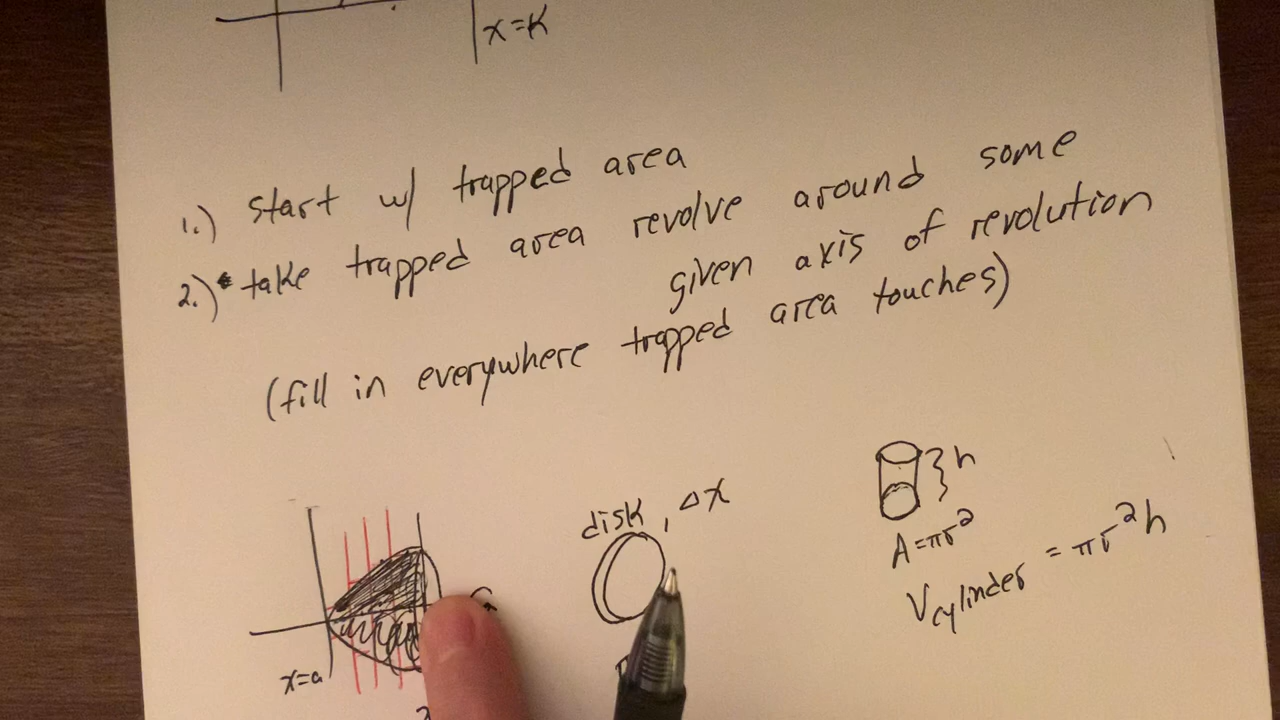 x=K
1.) start w/ trapped area
2.) * take trapped area revolve around some
given axis of revolution
(fill in everywhere trapped area touches)
disk, Δx
h
A=πr²
Vcylinder = πr²h
x=a